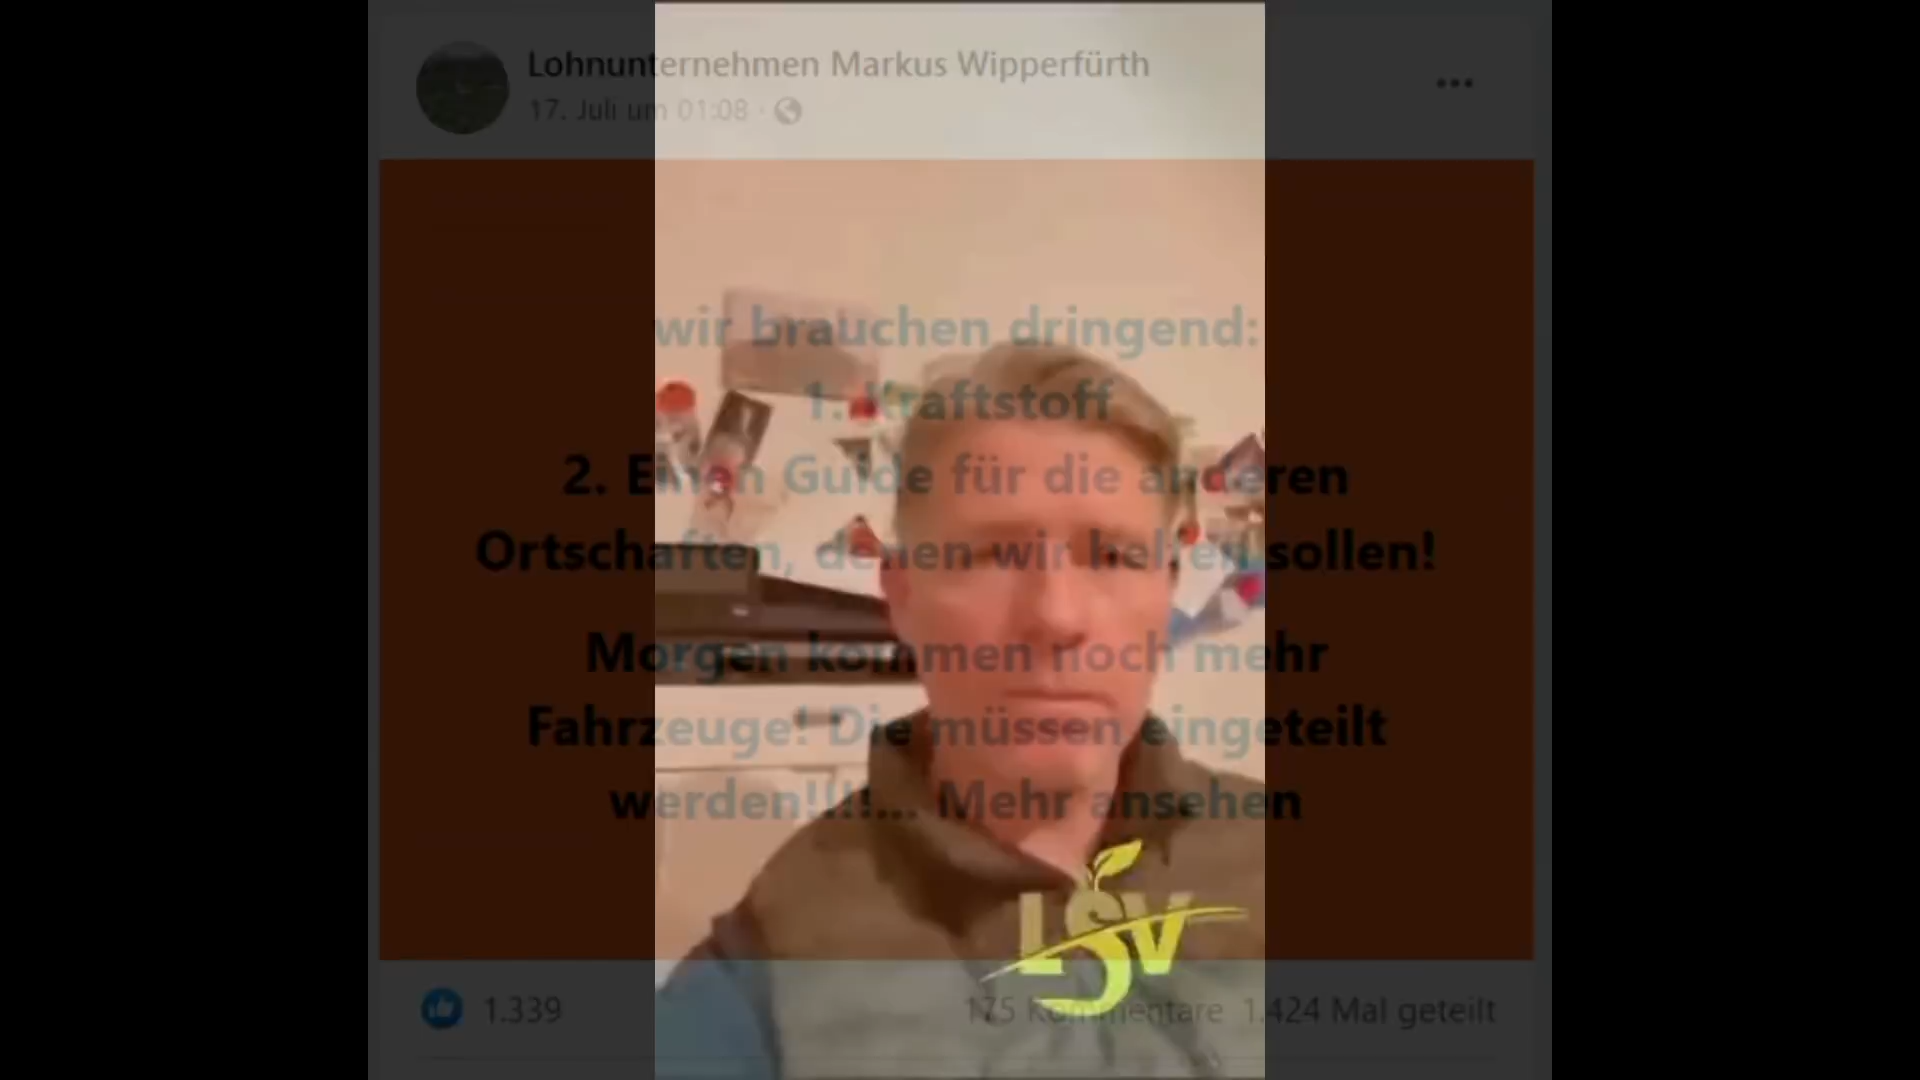 Lohnunternehmen Markus Wipperfürth
17. Juli um 01:08 ·
wir brauchen dringend:
1. Kraftstoff
2. Einen Guide für die anderen
Ortschaften, denen wir helfen sollen!
Morgen kommen noch mehr
Fahrzeuge! Die müssen eingeteilt
werden!!!!!... Mehr ansehen
LSV
1.339
175 Kommentare 1.424 Mal geteilt